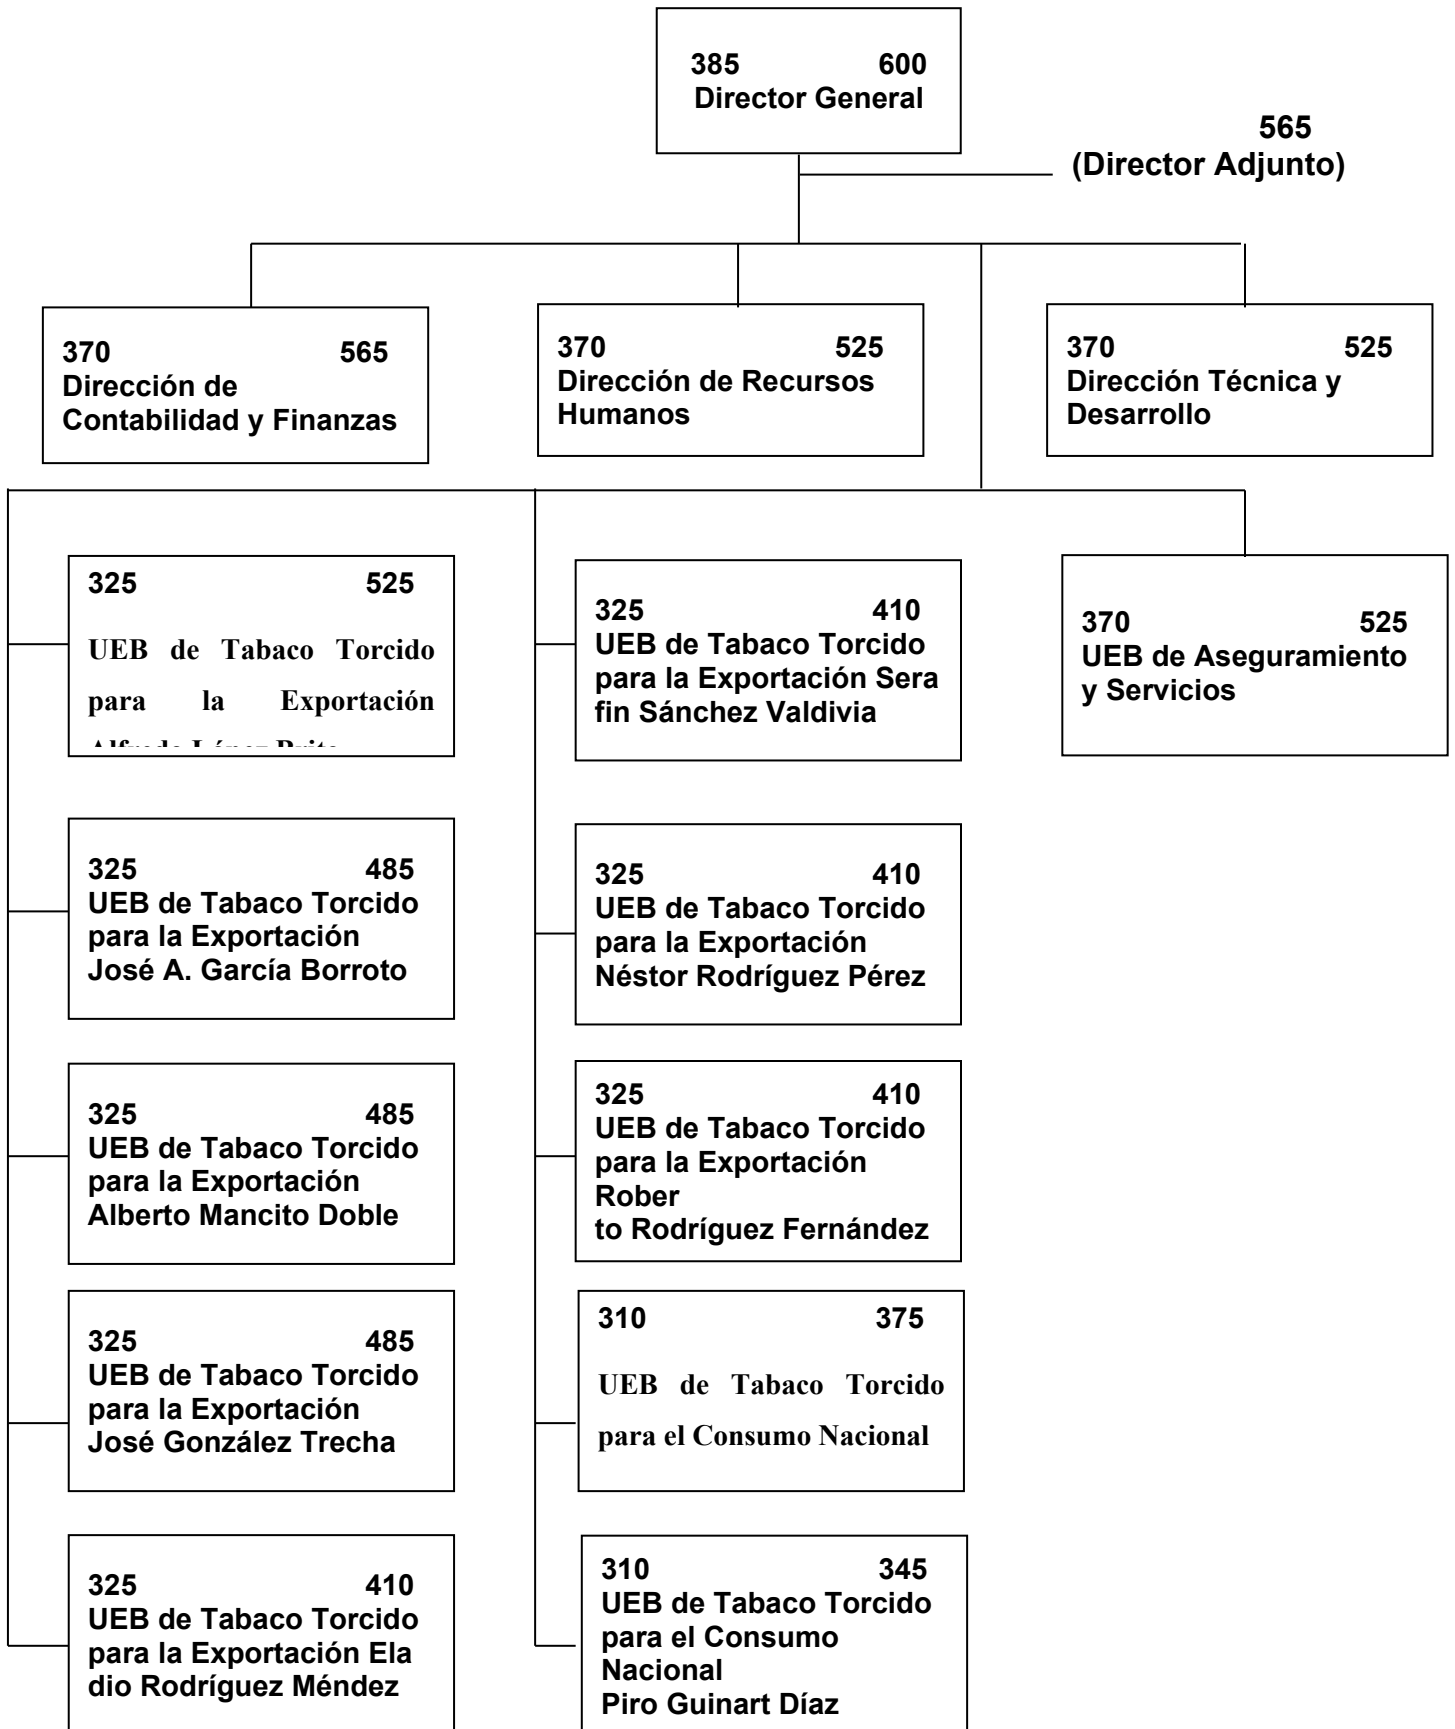 385 600
Director General
565
(Director Adjunto)
370 565
Dirección de
Contabilidad y Finanzas
370 525
Dirección de Recursos
Humanos
370 525
Dirección Técnica y
Desarrollo
325 525
UEB de Tabaco Torcido
para la Exportación
325 485
UEB de Tabaco Torcido
para la Exportación
José A. García Borroto
325 485
UEB de Tabaco Torcido
para la Exportación
Alberto Mancito Doble
325 485
UEB de Tabaco Torcido
para la Exportación
José González Trecha
325 410
UEB de Tabaco Torcido
para la Exportación Ela
dio Rodríguez Méndez
325 410
UEB de Tabaco Torcido
para la Exportación Sera
fin Sánchez Valdivia
325 410
UEB de Tabaco Torcido
para la Exportación
Néstor Rodríguez Pérez
325 410
UEB de Tabaco Torcido
para la Exportación
Rober
to Rodríguez Fernández
310 375
UEB de Tabaco Torcido
para el Consumo Nacional
310 345
UEB de Tabaco Torcido
para el Consumo
Nacional
Piro Guinart Díaz
370 525
UEB de Aseguramiento
y Servicios